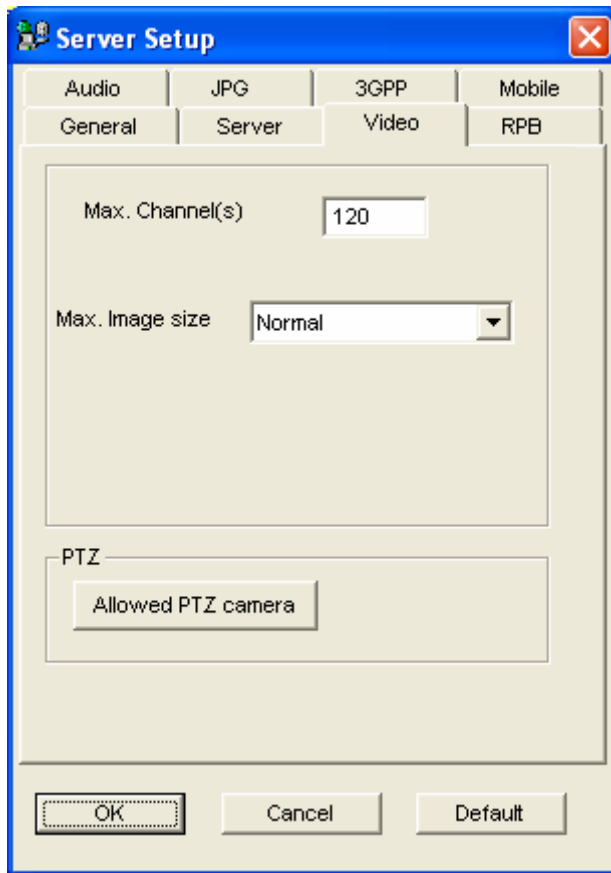 Server Setup
Audio
JPG
3GPP
Mobile
General
Server
Video
RPB
Max. Channel(s)
120
Max. Image size
Normal
PTZ
Allowed PTZ camera
OK
Cancel
Default